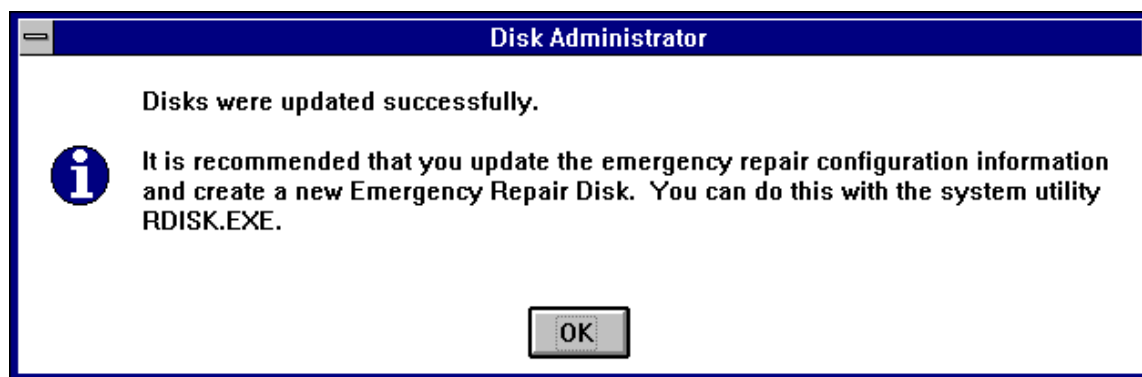 Disk Administrator
Disks were updated successfully.
It is recommended that you update the emergency repair configuration information
and create a new Emergency Repair Disk.  You can do this with the system utility
RDISK.EXE.
OK